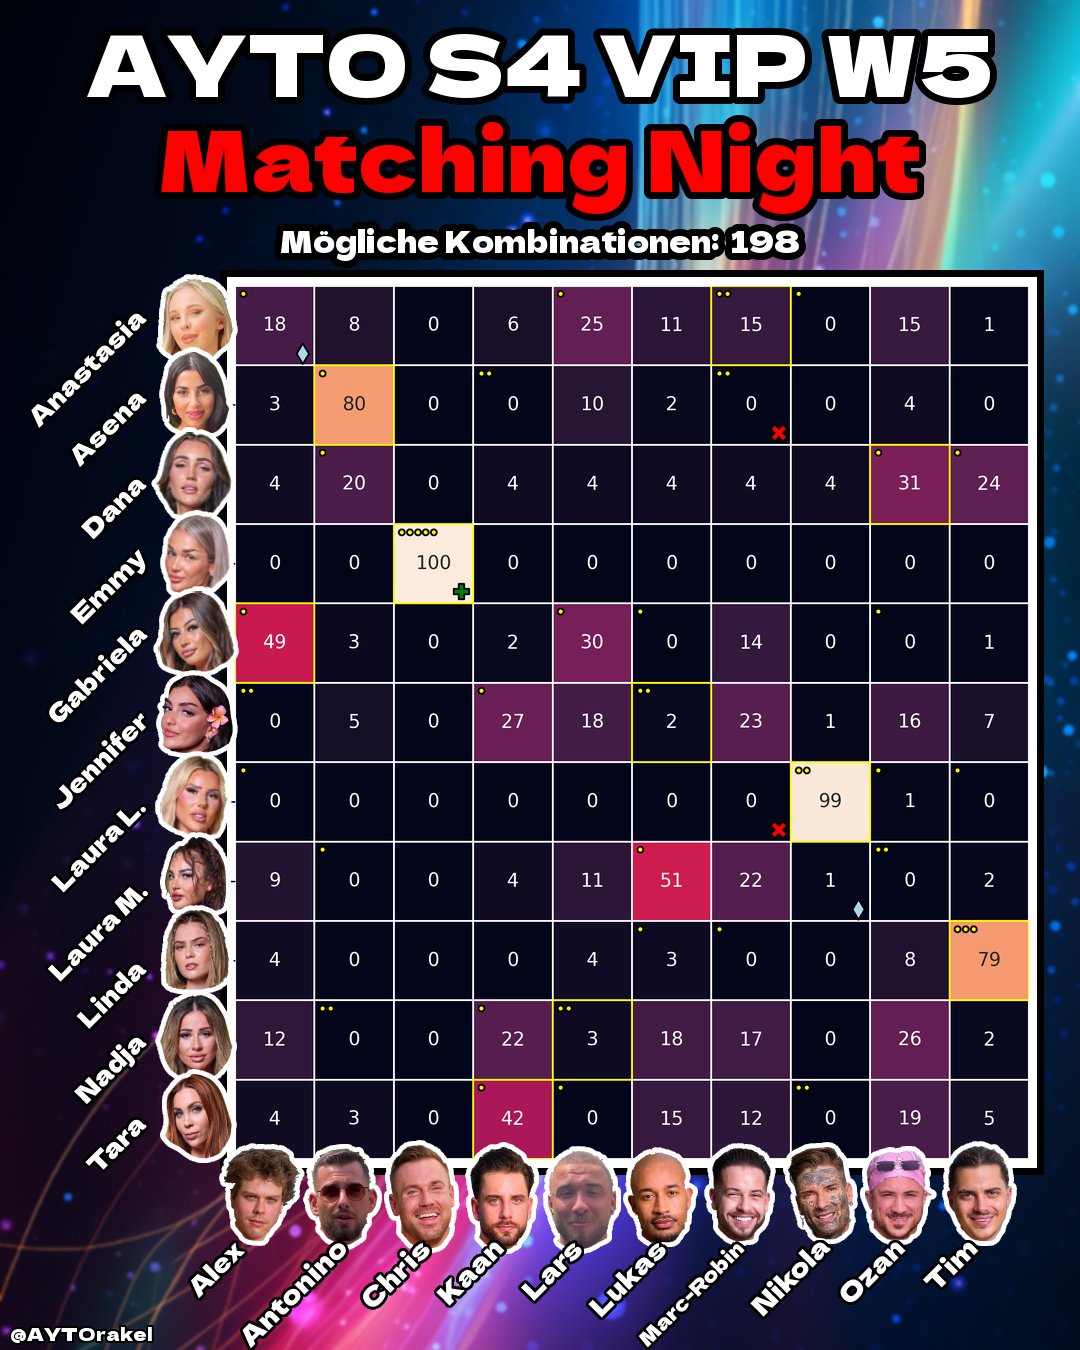 AYTO S4 VIP W5
Matching Night
Mögliche Kombinationen: 198
Anastasia 18 8 0 6 25 11 15 0 15 1
Asena 3 80 0 0 10 2 0 0 4 0
Dana 4 20 0 4 4 4 4 4 31 24
Emmy 0 0 100 0 0 0 0 0 0 0
Gabriela 49 3 0 2 30 0 14 0 0 1
Jennifer 0 5 0 27 18 2 23 1 16 7
Laura L. 0 0 0 0 0 0 0 99 1 0
Laura M. 9 0 0 4 11 51 22 1 0 2
Linda 4 0 0 0 4 3 0 0 8 79
Nadja 12 0 0 22 3 18 17 0 26 2
Tara 4 3 0 42 0 15 12 0 19 5
Alex Antonino Chris Kaan Lars Lukas Marc-Robin Nikola Ozan Tim
@AYTOrakel